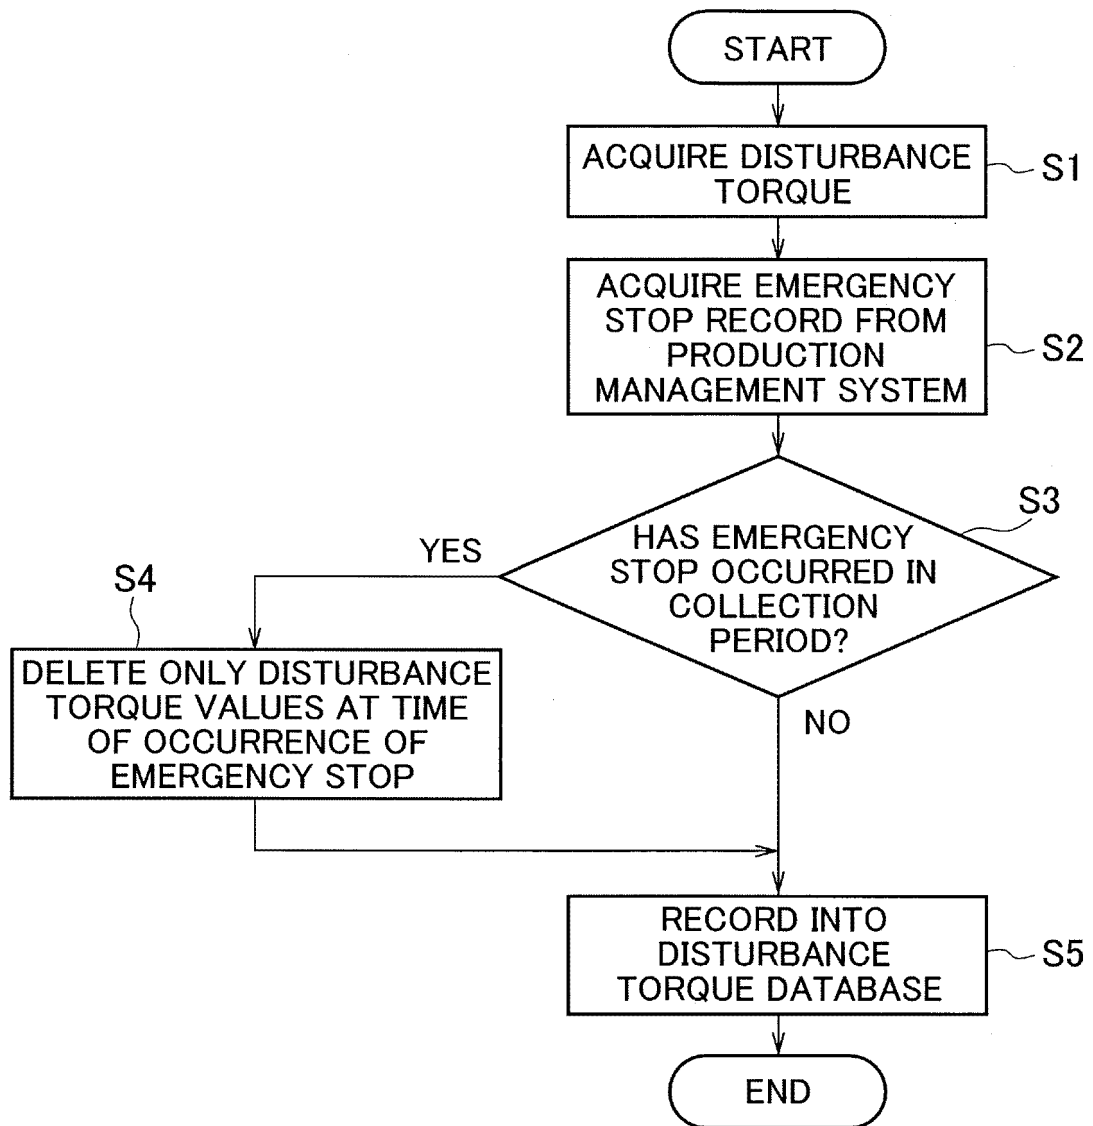 START
ACQUIRE DISTURBANCE
TORQUE
S1
ACQUIRE EMERGENCY
STOP RECORD FROM
PRODUCTION
MANAGEMENT SYSTEM
S2
HAS EMERGENCY
STOP OCCURRED IN
COLLECTION
PERIOD?
S3
YES
S4
DELETE ONLY DISTURBANCE
TORQUE VALUES AT TIME
OF OCCURRENCE OF
EMERGENCY STOP
NO
RECORD INTO
DISTURBANCE
TORQUE DATABASE
S5
END